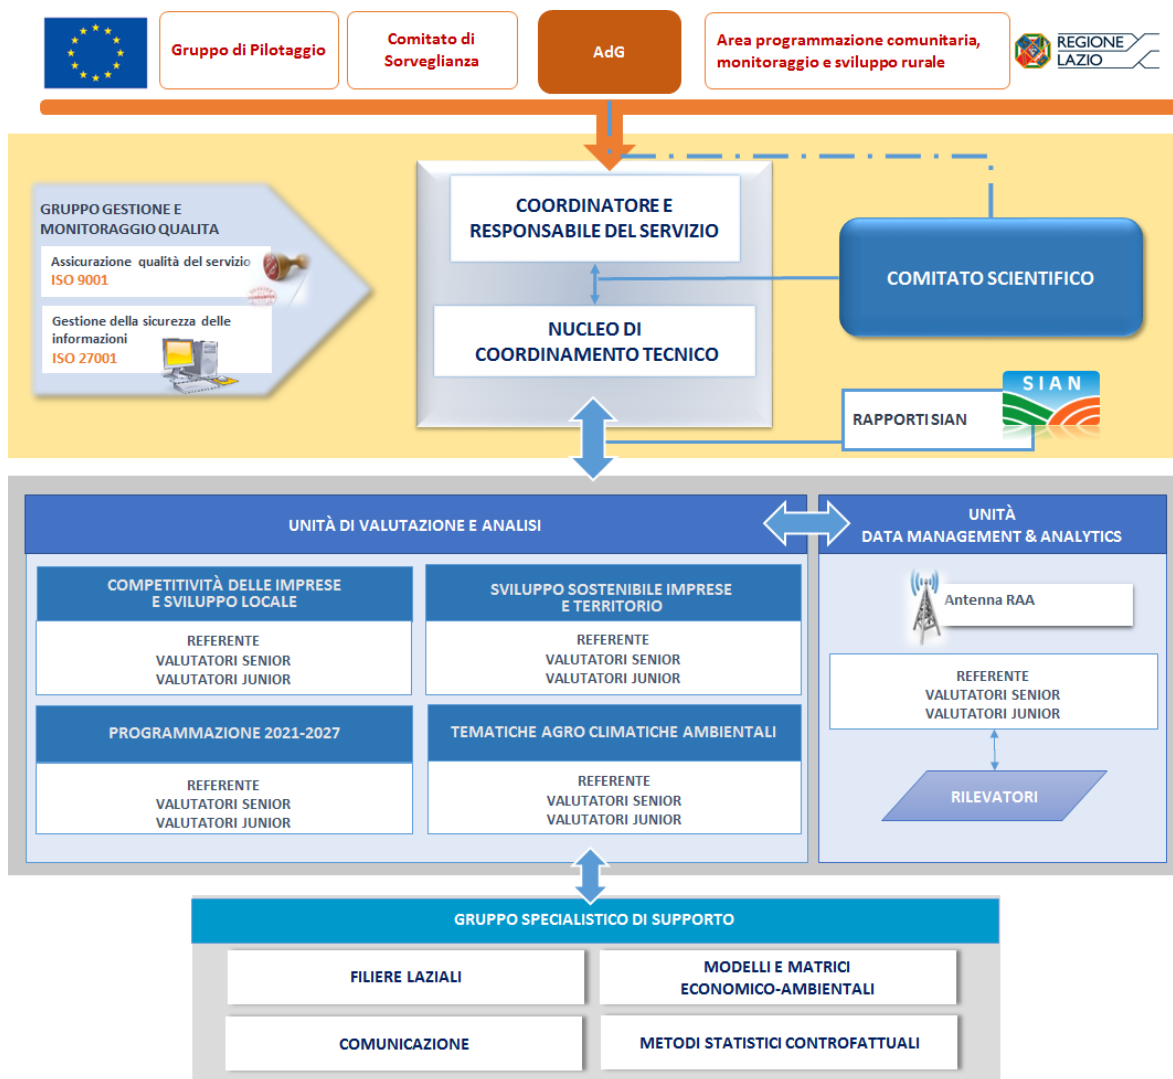 Gruppo di Pilotaggio
Comitato di
Sorveglianza
AdG
Area programmazione comunitaria,
monitoraggio e sviluppo rurale
REGIONE
LAZIO
GRUPPO GESTIONE E
MONITORAGGIO QUALITA
Assicurazione qualità del servizio
ISO 9001
Gestione della sicurezza delle
informazioni
ISO 27001
COORDINATORE E
RESPONSABILE DEL SERVIZIO
NUCLEO DI
COORDINAMENTO TECNICO
COMITATO SCIENTIFICO
RAPPORTI SIAN
SIAN
UNITÀ DI VALUTAZIONE E ANALISI
COMPETITIVITÀ DELLE IMPRESE
E SVILUPPO LOCALE
REFERENTE
VALUTATORI SENIOR
VALUTATORI JUNIOR
SVILUPPO SOSTENIBILE IMPRESE
E TERRITORIO
REFERENTE
VALUTATORI SENIOR
VALUTATORI JUNIOR
PROGRAMMAZIONE 2021-2027
REFERENTE
VALUTATORI SENIOR
VALUTATORI JUNIOR
TEMATICHE AGRO CLIMATICHE AMBIENTALI
REFERENTE
VALUTATORI SENIOR
VALUTATORI JUNIOR
UNITÀ
DATA MANAGEMENT & ANALYTICS
Antenna RAA
REFERENTE
VALUTATORI SENIOR
VALUTATORI JUNIOR
RILEVATORI
GRUPPO SPECIALISTICO DI SUPPORTO
FILIERE LAZIALI
MODELLI E MATRICI
ECONOMICO-AMBIENTALI
COMUNICAZIONE
METODI STATISTICI CONTROFATTUALI